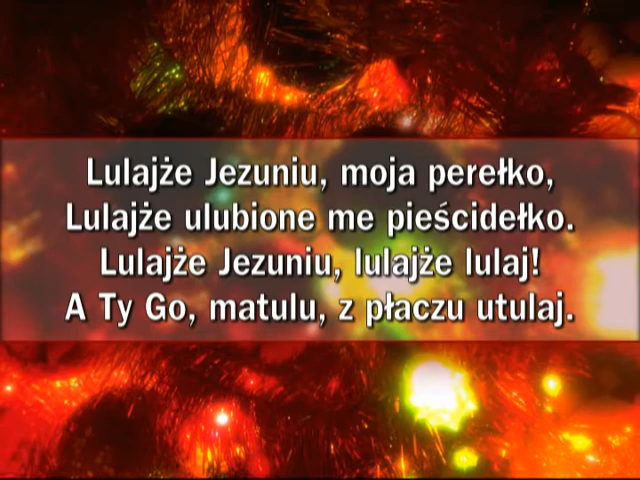 Lulajże Jezuniu, moja perełko,
Lulajże ulubione me pieścidełko.
Lulajże Jezuniu, lulajże lulaj!
A Ty Go, matulu, z płaczu utulaj.